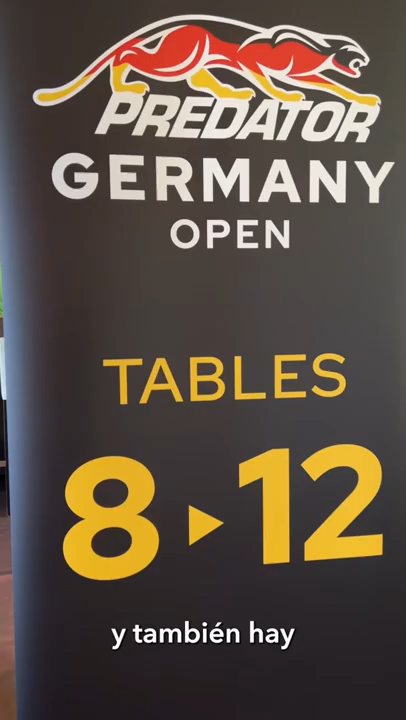 PREDATOR
GERMANY
OPEN
TABLES
8 ▶ 12
y también hay